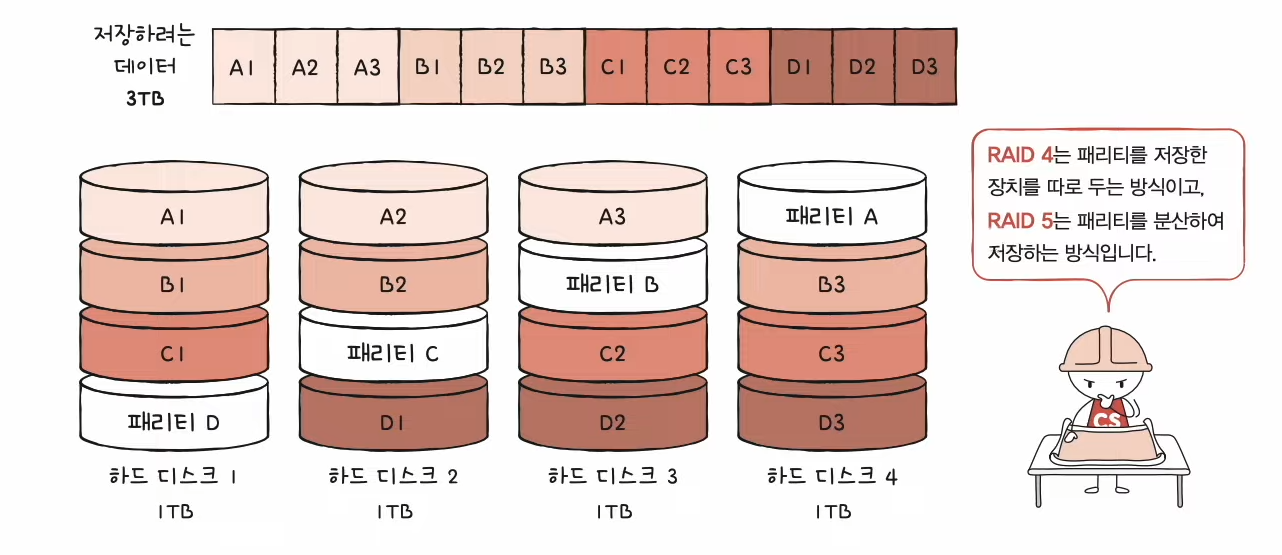 저장하려는
데이터
3TB
A1 A2 A3 B1 B2 B3 C1 C2 C3 D1 D2 D3
RAID 4는 패리티를 저장한
장치를 따로 두는 방식이고,
RAID 5는 패리티를 분산하여
저장하는 방식입니다.
A1 A2 A3 패리티 A
B1 B2 패리티 B B3
C1 패리티 C C2 C3
패리티 D D1 D2 D3
하드 디스크 1 하드 디스크 2 하드 디스크 3 하드 디스크 4
1TB 1TB 1TB 1TB
CS